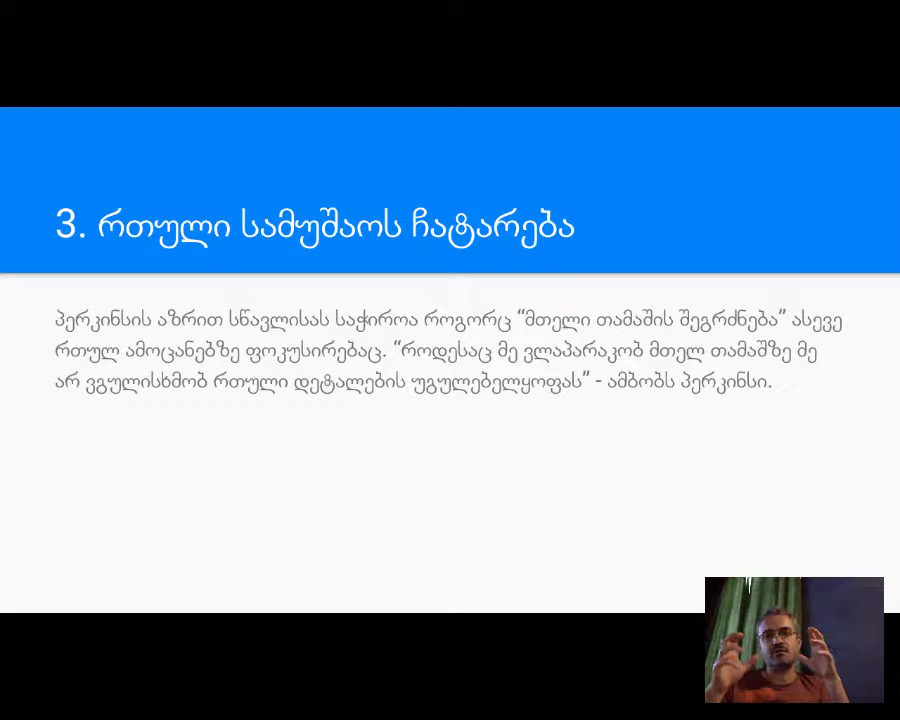 3. რთული სამუშაოს ჩატარება
პერკინსის აზრით სწავლისას საჭიროა როგორც “მთელი თამაშის შეგრძნება” ასევე
რთულ ამოცანებზე ფოკუსირებაც. “როდესაც მე ვლაპარაკობ მთელ თამაშზე მე
არ ვგულისხმობ რთული დეტალების უგულებელყოფას” - ამბობს პერკინსი.